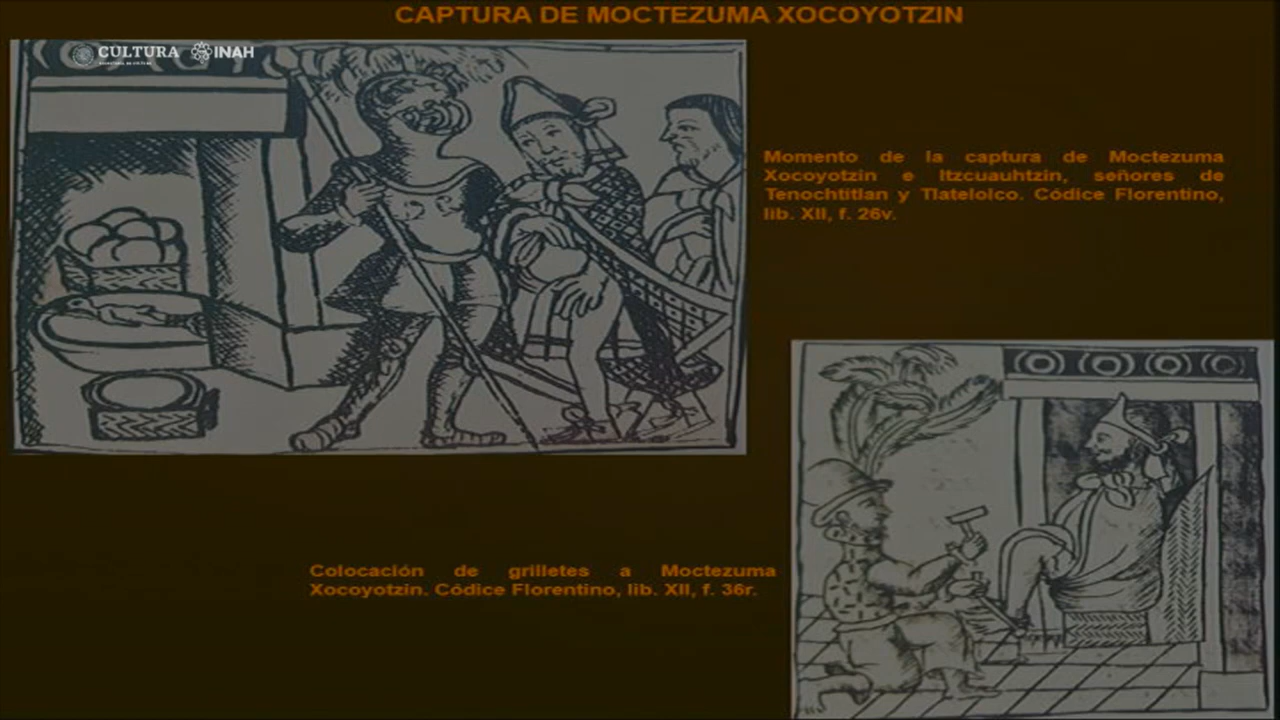 CAPTURA DE MOCTEZUMA XOCOYOTZIN
CULTURA
INAH
Momento de la captura de Moctezuma
Xocoyotzin e Itzcuauhtzin, señores de
Tenochtitlan y Tlatelolco. Códice Florentino,
lib. XII, f. 26v.
Colocación de grilletes a Moctezuma
Xocoyotzin. Códice Florentino, lib. XII, f. 36r.